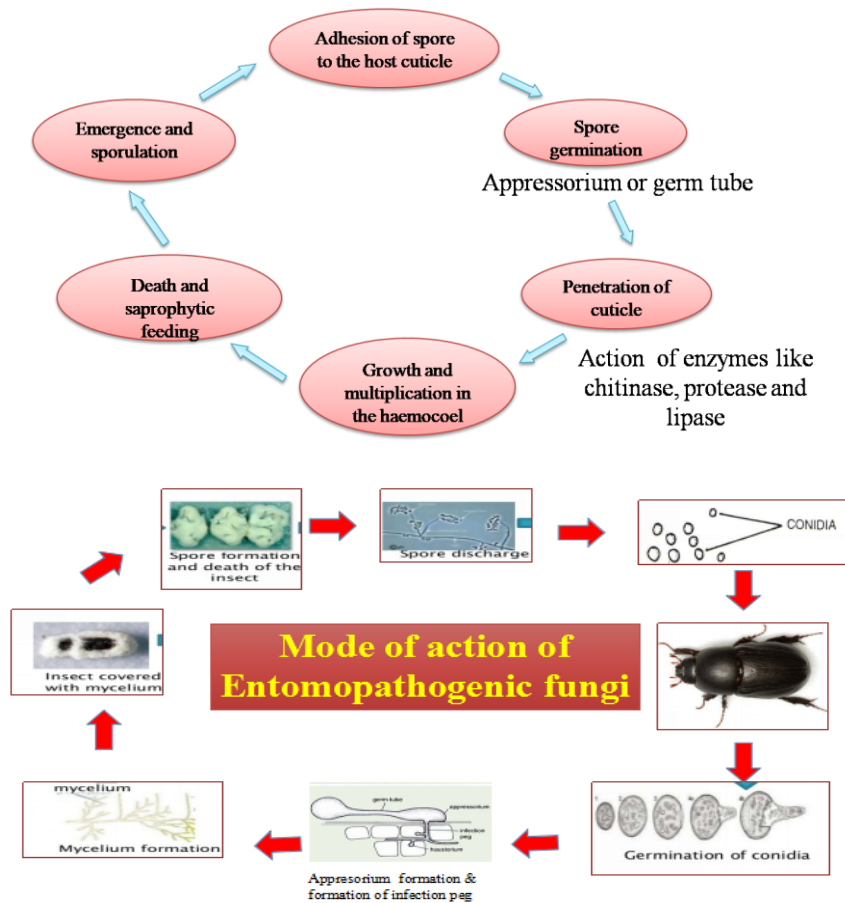 Adhesion of spore
to the host cuticle
Spore
germination
Appressorium or germ tube
Penetration of
cuticle
Action of enzymes like
chitinase, protease and
lipase
Growth and
multiplication in
the haemocoel
Death and
saprophytic
feeding
Emergence and
sporulation
Spore formation
and death of the
insect
Spore discharge
CONIDIA
Mode of action of
Entomopathogenic fungi
Insect covered
with mycelium
mycelium
Mycelium formation
germ tube
appressorium
infection
peg
haustorium
Appresorium formation &
formation of infection peg
1
2
3
Germination of conidia